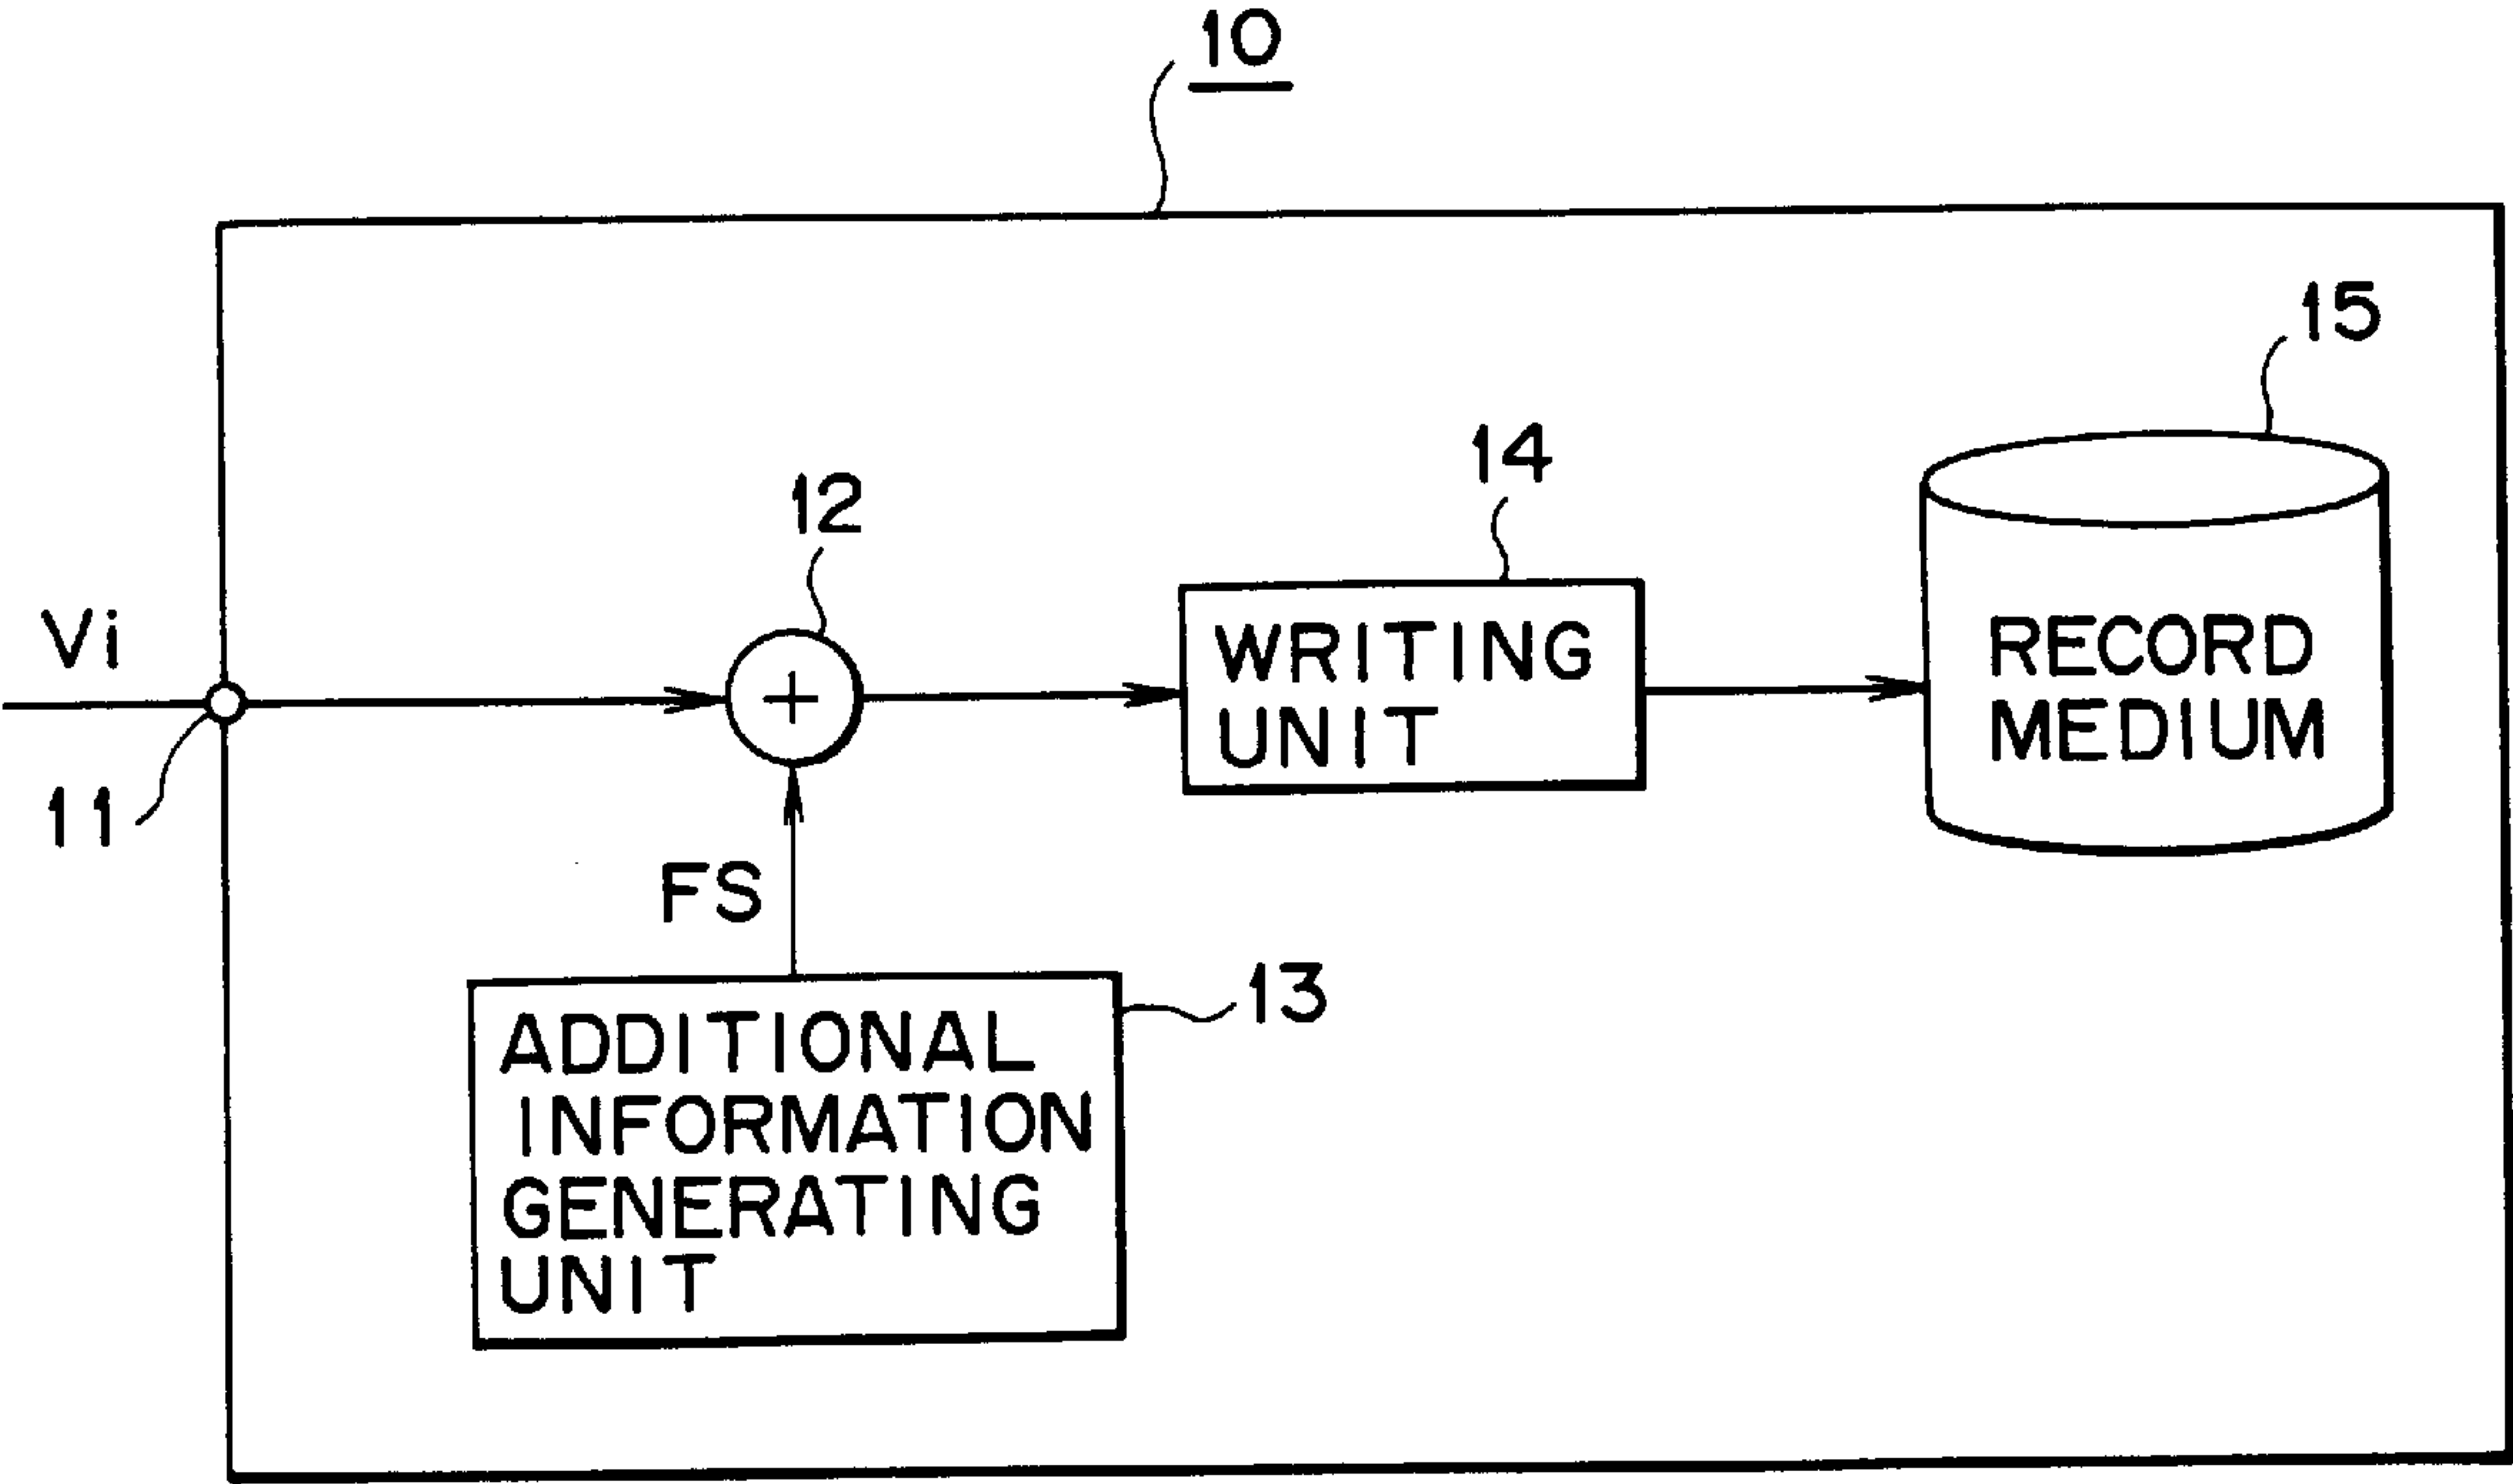 10
15
14
12
Vi
WRITING
UNIT
RECORD
MEDIUM
11
FS
13
ADDITIONAL
INFORMATION
GENERATING
UNIT